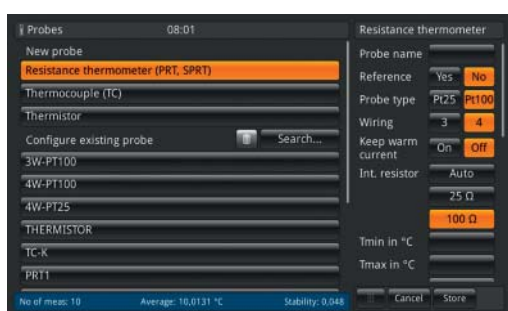 Probes 08:01
New probe
Resistance thermometer (PRT, SPRT)
Thermocouple (TC)
Thermistor
Configure existing probe Search...
3W-PT100
4W-PT100
4W-PT25
THERMISTOR
TC-K
PRT1
No of meas: 10 Average: 10,0131 °C Stability: 0,048
Resistance thermometer
Probe name
Reference Yes No
Probe type Pt25 Pt100
Wiring 3 4
Keep warm
current On Off
Int. resistor Auto
25 Ω
100 Ω
Tmin in °C
Tmax in °C
Cancel Store